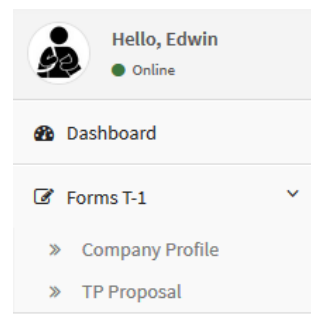 Hello, Edwin
Online
Dashboard
Forms T-1
Company Profile
TP Proposal